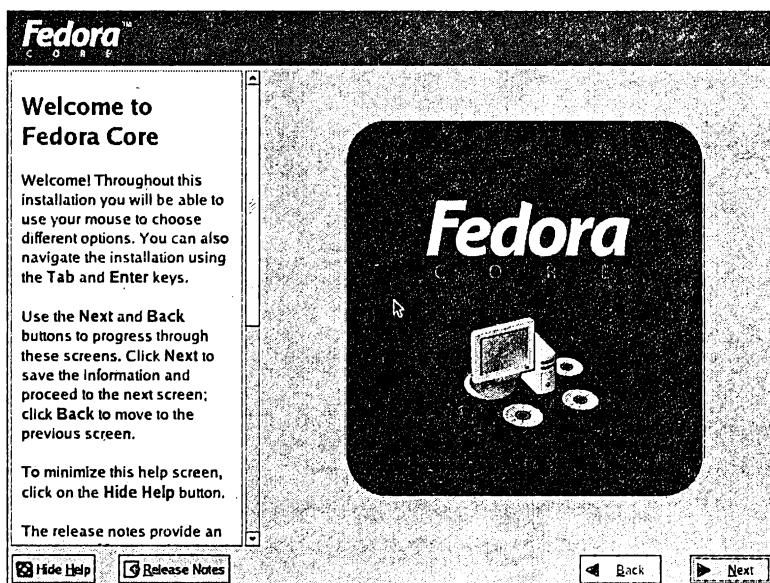 Fedora™
CORE
Welcome to
Fedora Core
Welcome! Throughout this
installation you will be able to
use your mouse to choose
different options. You can also
navigate the installation using
the Tab and Enter keys.
Use the Next and Back
buttons to progress through
these screens. Click Next to
save the information and
proceed to the next screen;
click Back to move to the
previous screen.
To minimize this help screen,
click on the Hide Help button.
The release notes provide an
Fedora
CORE
Hide Help
Release Notes
Back
Next